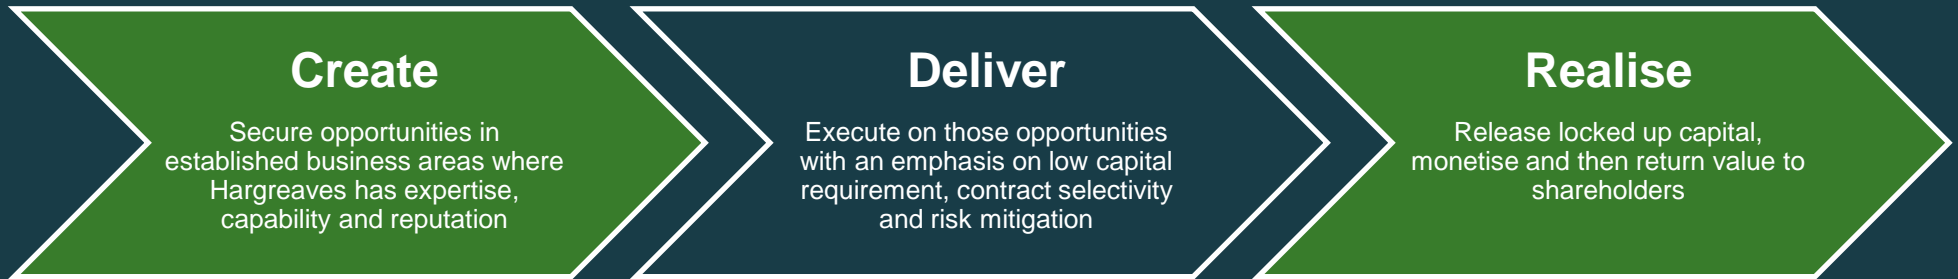 Create
Secure opportunities in
established business areas where
Hargreaves has expertise,
capability and reputation
Deliver
Execute on those opportunities
with an emphasis on low capital
requirement, contract selectivity
and risk mitigation
Realise
Release locked up capital,
monetise and then return value to
shareholders